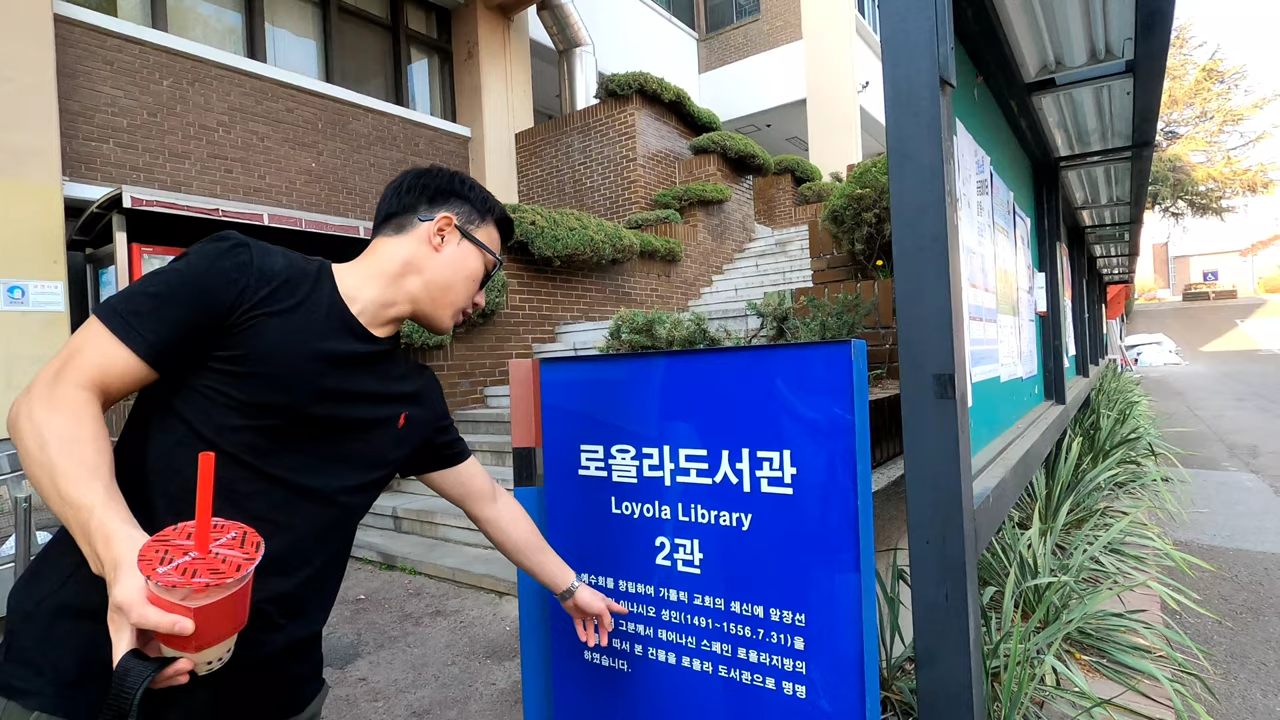 로욜라도서관
Loyola Library
2관
예수회를 창립하여 가톨릭 교회의 쇄신에 앞장선
이냐시오 성인(1491~1556.7.31)을
그분께서 태어나신 스페인 로욜라지방의
따서 본 건물을 로욜라 도서관으로 명명
하였습니다.